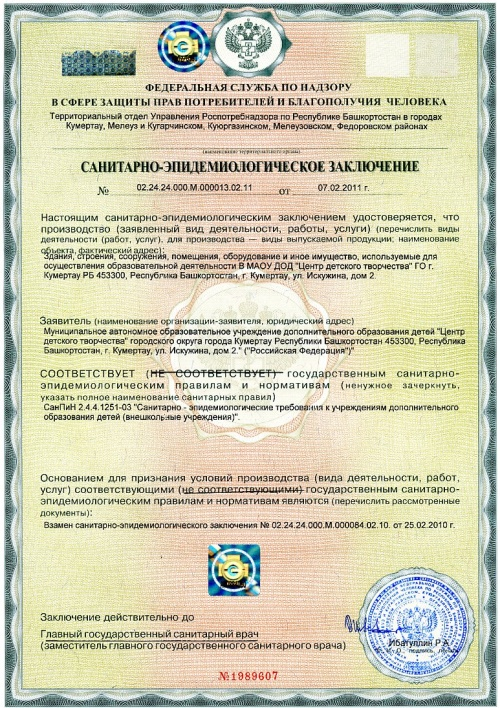 ФЕДЕРАЛЬНАЯ СЛУЖБА ПО НАДЗОРУ
В СФЕРЕ ЗАЩИТЫ ПРАВ ПОТРЕБИТЕЛЕЙ И БЛАГОПОЛУЧИЯ ЧЕЛОВЕКА
Территориальный отдел Управления Роспотребнадзора по Республике Башкортостан в городах
Кумертау, Мелеуз и Кугарчинском, Куюргазинском, Мелеузовском, Федоровском районах
(наименование территориального органа)
САНИТАРНО-ЭПИДЕМИОЛОГИЧЕСКОЕ ЗАКЛЮЧЕНИЕ
№ 02.24.24.000.М.000013.02.11 от 07.02.2011 г.
Настоящим санитарно-эпидемиологическим заключением удостоверяется, что
производство (заявленный вид деятельности, работы, услуги) (перечислить виды
деятельности (работ, услуг), для производства — виды выпускаемой продукции; наименование
объекта, фактический адрес):
Здания, строения, сооружения, помещения, оборудование и иное имущество, используемые для
осуществления образовательной деятельности В МАОУ ДОД "Центр детского творчества" ГО г.
Кумертау РБ 453300, Республика Башкортостан, г. Кумертау, ул. Искужина, дом 2.
Заявитель (наименование организации-заявителя, юридический адрес)
Муниципальное автономное образовательное учреждение дополнительного образования детей "Центр
детского творчества" городского округа города Кумертау Республики Башкортостан 453300, Республика
Башкортостан, г. Кумертау, ул. Искужина, дом 2." ("Российская Федерация")"
СООТВЕТСТВУЕТ (НЕ СООТВЕТСТВУЕТ) государственным санитарно-
эпидемиологическим правилам и нормативам (ненужное зачеркнуть,
указать полное наименование санитарных правил)
СанПиН 2.4.4.1251-03 "Санитарно - эпидемиологические требования к учреждениям дополнительного
образования детей (внешкольные учреждения)".
Основанием для признания условий производства (вида деятельности, работ,
услуг) соответствующими (не соответствующими) государственным санитарно-
эпидемиологическим правилам и нормативам являются (перечислить рассмотренные
документы):
Взамен санитарно-эпидемиологического заключения № 02.24.24.000.М.000084.02.10. от 25.02.2010 г.
Заключение действительно до
Главный государственный санитарный врач
(заместитель главного государственного санитарного врача)
Ибатуллин Р.А.
№1989607